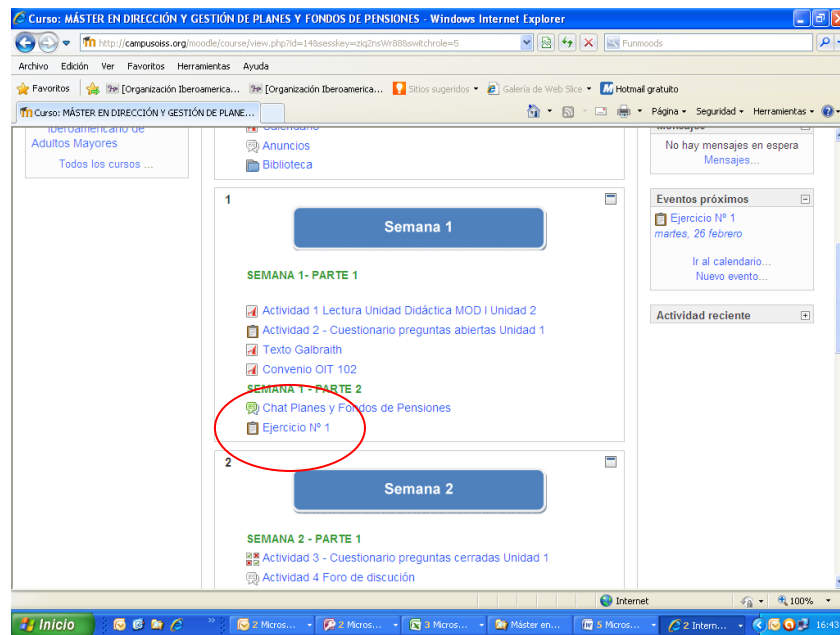 Curso: MÁSTER EN DIRECCIÓN Y GESTIÓN DE PLANES Y FONDOS DE PENSIONES - Windows Internet Explorer
http://campusoiss.org/moodle/course/view.php?id=14&sesskey=ziq2nsWr88&switchrole=5
Funmoods
Archivo Edición Ver Favoritos Herramientas Ayuda
Favoritos [Organización Iberoamerica... [Organización Iberoamerica... Sitios sugeridos Galería de Web Slice Hotmail gratuito
Curso: MÁSTER EN DIRECCIÓN Y GESTIÓN DE PLANE... Página Seguridad Herramientas
Iberoamericano de
Adultos Mayores
Todos los cursos ...
Calendario
Anuncios
Biblioteca
1
Semana 1
SEMANA 1- PARTE 1
Actividad 1 Lectura Unidad Didáctica MOD I Unidad 2
Actividad 2 - Cuestionario preguntas abiertas Unidad 1
Texto Galbraith
Convenio OIT 102
SEMANA 1 - PARTE 2
Chat Planes y Fondos de Pensiones
Ejercicio Nº 1
2
Semana 2
SEMANA 2 - PARTE 1
Actividad 3 - Cuestionario preguntas cerradas Unidad 1
Actividad 4 Foro de discución
Mensajes
No hay mensajes en espera
Mensajes...
Eventos próximos
Ejercicio Nº 1
martes, 26 febrero
Ir al calendario...
Nuevo evento...
Actividad reciente
Internet 100%
Inicio 2 Micros... 2 Micros... 3 Micros... Máster en... 5 Micros... 2 Intern... 16:43